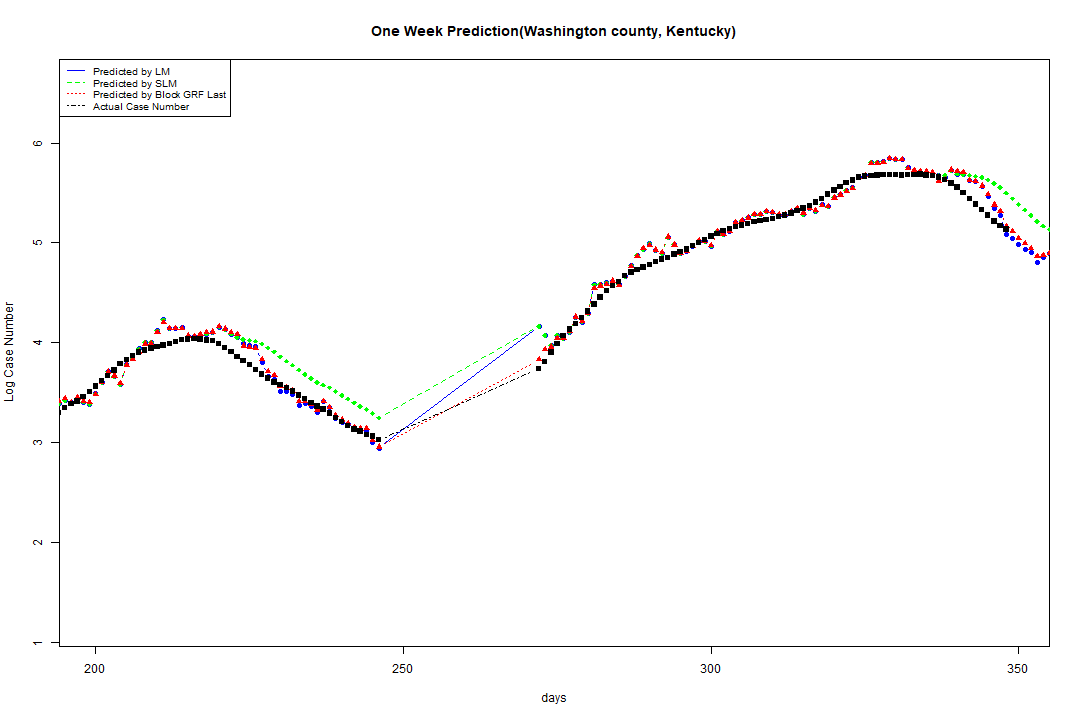 One Week Prediction(Washington county, Kentucky)
Predicted by LM
Predicted by SLM
Predicted by Block GRF Last
Actual Case Number
6
5
4
3
2
1
Log Case Number
200
250
300
350
days